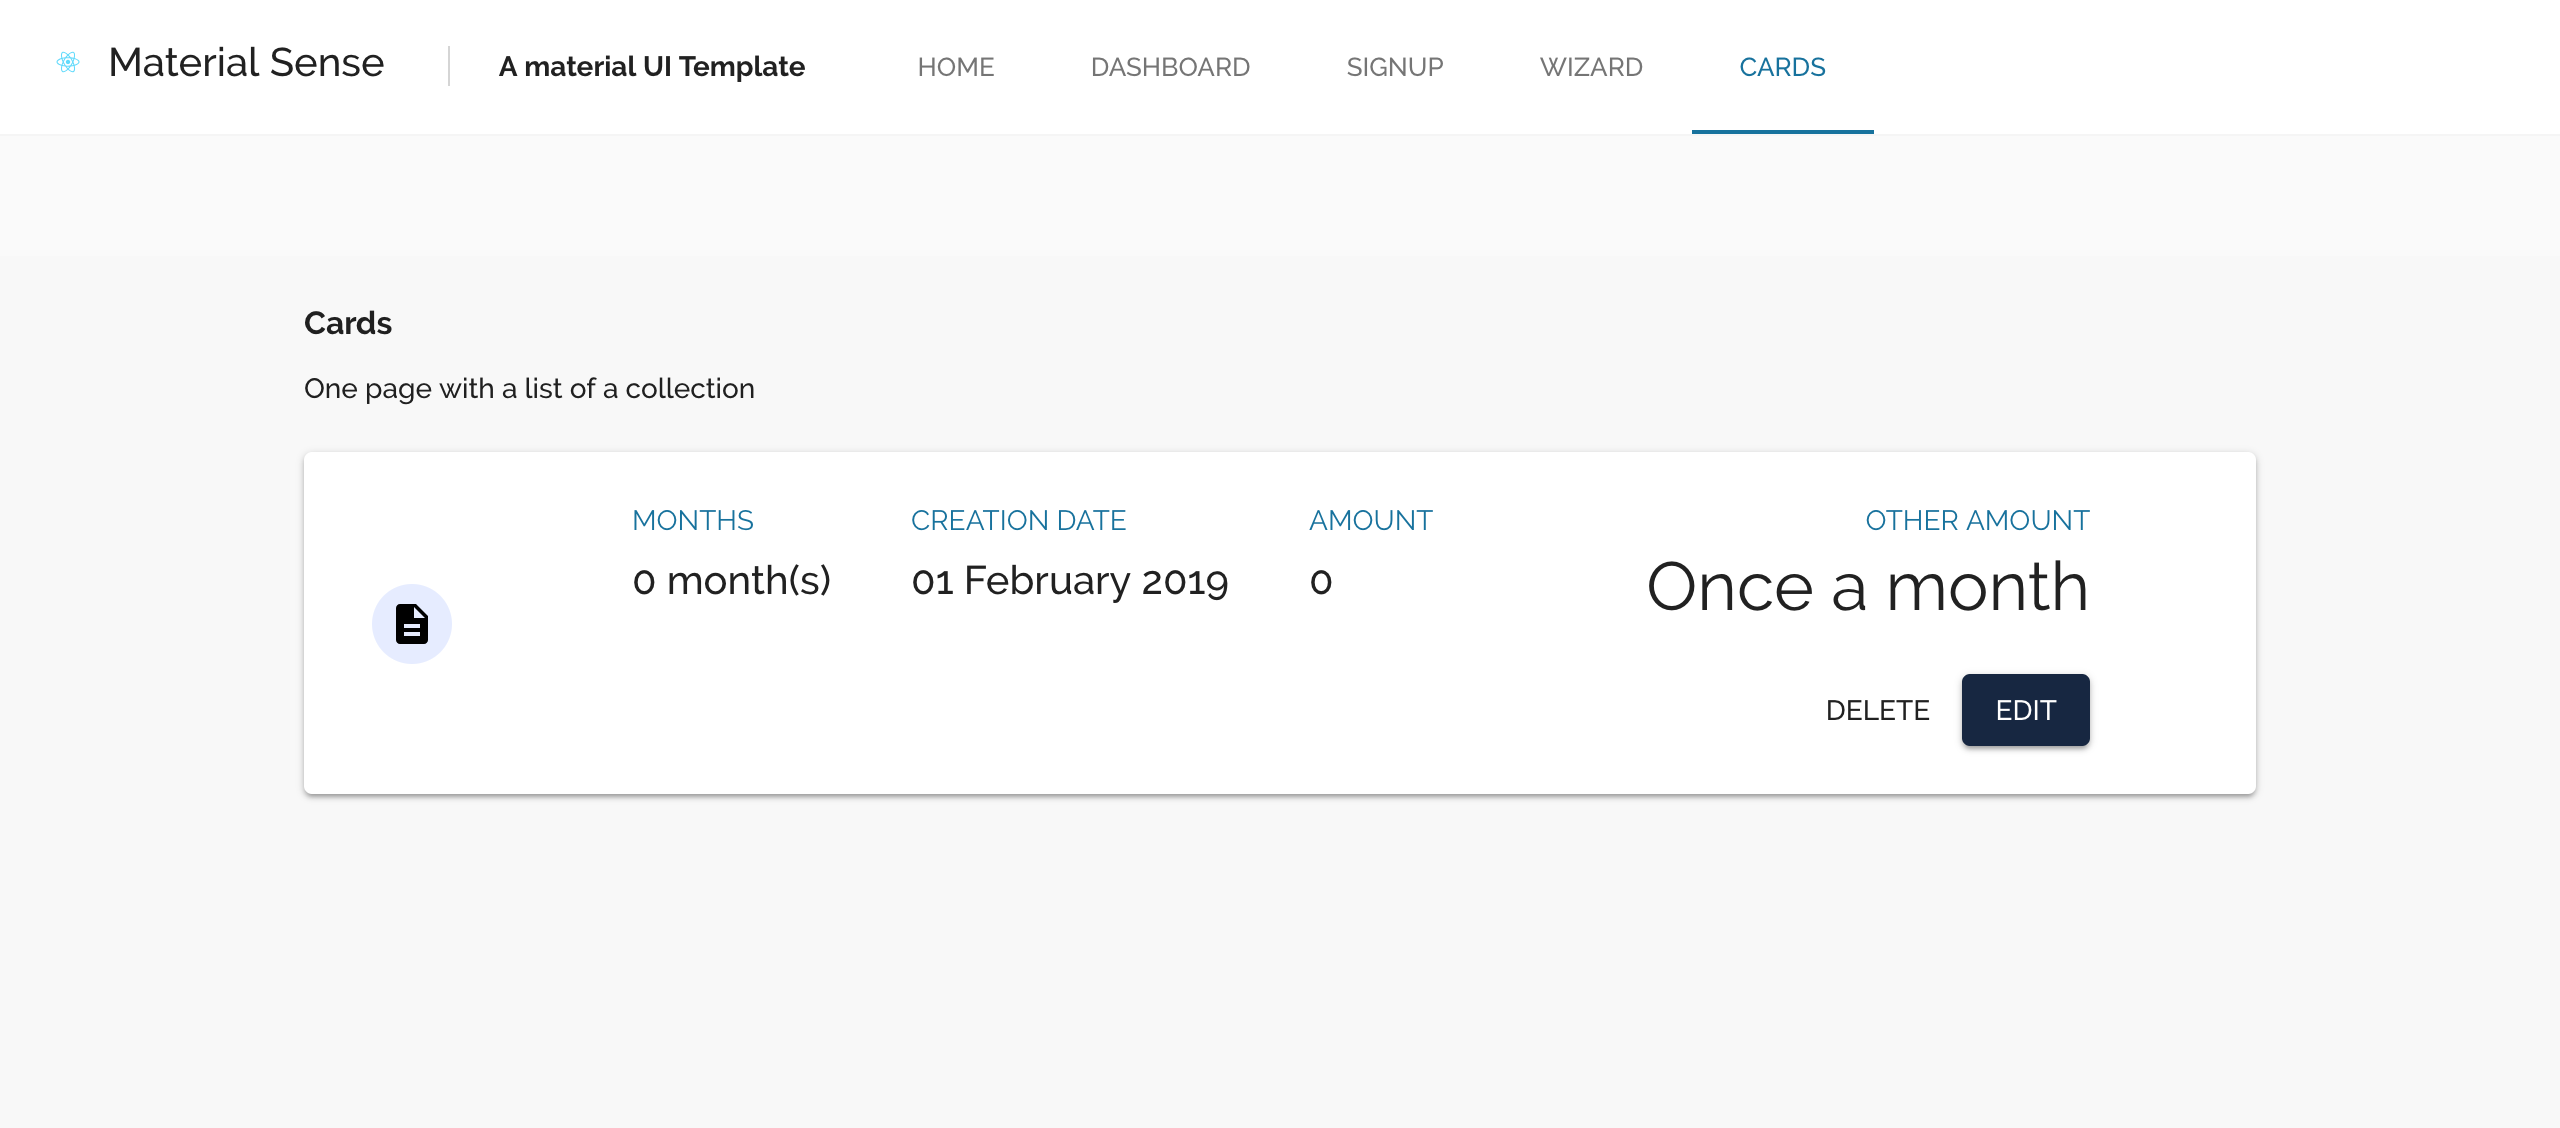 Material Sense
A material UI Template
HOME
DASHBOARD
SIGNUP
WIZARD
CARDS
Cards
One page with a list of a collection
MONTHS
0 month(s)
CREATION DATE
01 February 2019
AMOUNT
0
OTHER AMOUNT
Once a month
DELETE
EDIT